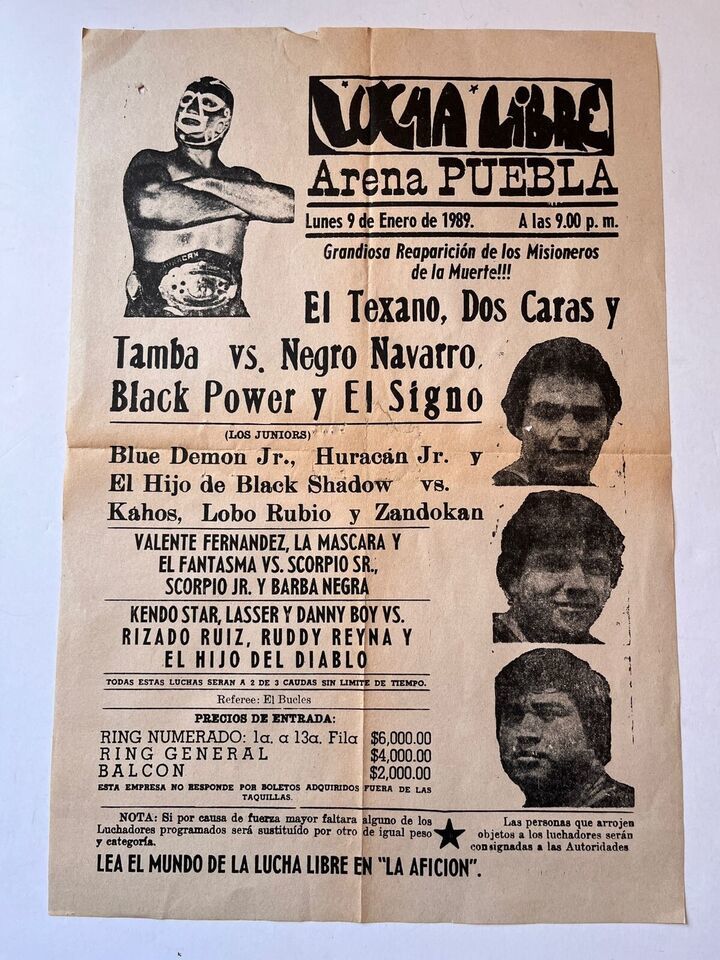 LUCHA LIBRE
Arena PUEBLA
Lunes 9 de Enero de 1989. A las 9.00 p. m.
Grandiosa Reaparición de los Misioneros
de la Muerte!!!
El Texano, Dos Caras y
Tamba vs. Negro Navarro,
Black Power y El Signo
(LOS JUNIORS)
Blue Demon Jr., Huracán Jr. y
El Hijo de Black Shadow vs.
Kahos, Lobo Rubio y Zandokan
VALENTE FERNANDEZ, LA MASCARA Y
EL FANTASMA VS. SCORPIO SR.,
SCORPIO JR. Y BARBA NEGRA
KENDO STAR, LASSER Y DANNY BOY VS.
RIZADO RUIZ, RUDDY REYNA Y
EL HIJO DEL DIABLO
TODAS ESTAS LUCHAS SERAN A 2 DE 3 CAUDAS SIN LIMITE DE TIEMPO.
Referee: El Bucles
PRECIOS DE ENTRADA:
RING NUMERADO: 1a. a 13a. Fila $6,000.00
RING GENERAL $4,000.00
BALCON $2,000.00
ESTA EMPRESA NO RESPONDE POR BOLETOS ADQUIRIDOS FUERA DE LAS
TAQUILLAS.
NOTA: Si por causa de fuerza mayor faltara alguno de los
Luchadores programados será sustituído por otro de igual peso
y categoría.
Las personas que arrojen
objetos a los luchadores serán
consignadas a las Autoridades
LEA EL MUNDO DE LA LUCHA LIBRE EN "LA AFICION".